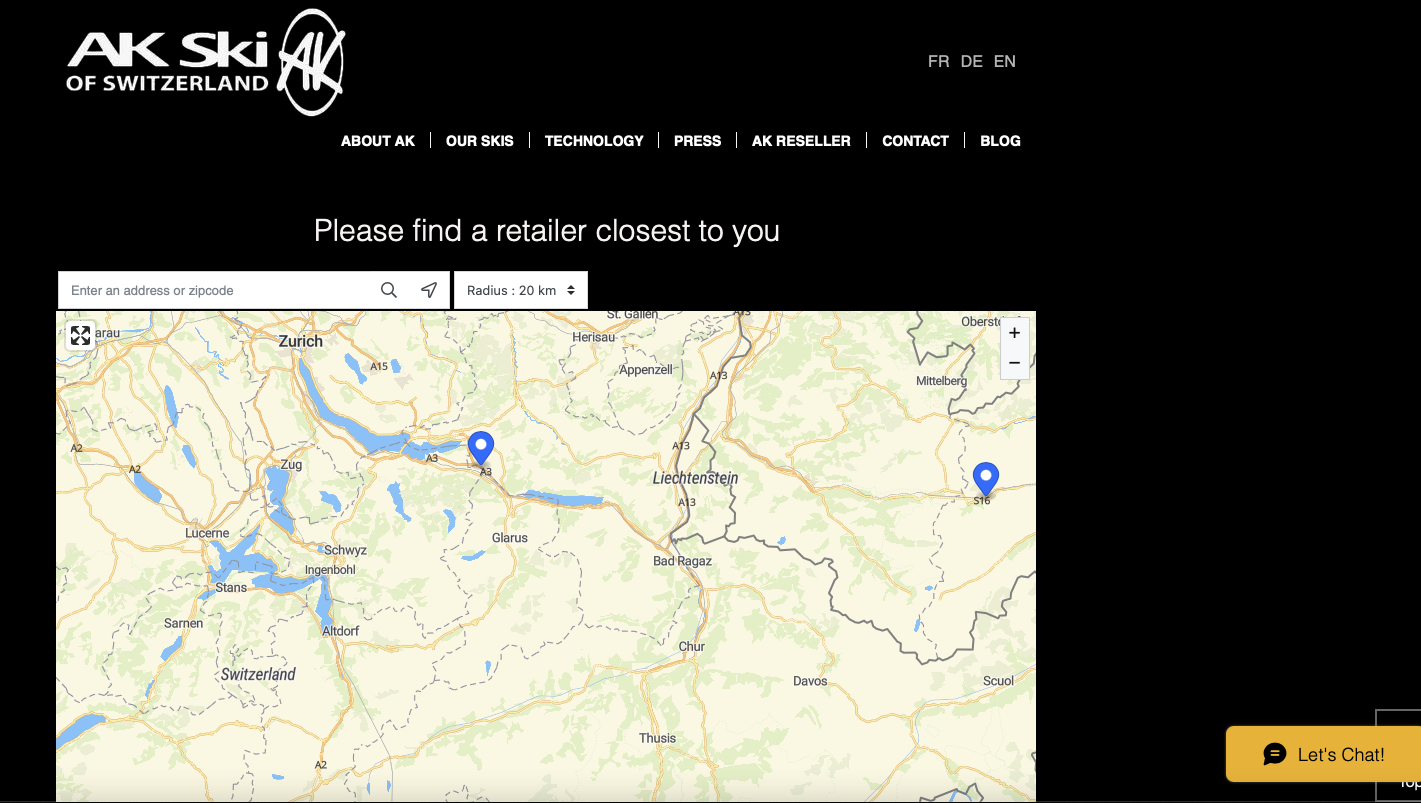 AK Ski
OF SWITZERLAND
AK
FR DE EN
ABOUT AK
OUR SKIS
TECHNOLOGY
PRESS
AK RESELLER
CONTACT
BLOG
Please find a retailer closest to you
Enter an address or zipcode
Radius : 20 km
arau
Zurich
St. Gallen
A13
Oberst
+
Herisau
−
A15
Appenzell
A13
Mittelberg
A2
A13
A3
Zug
A2
A3
Liechtenstein
A13
S16
Lucerne
Glarus
Schwyz
Bad Ragaz
Ingenbohl
Stans
Sarnen
Altdorf
Chur
Switzerland
Davos
Scuol
Thusis
A2
Let's Chat!
Top